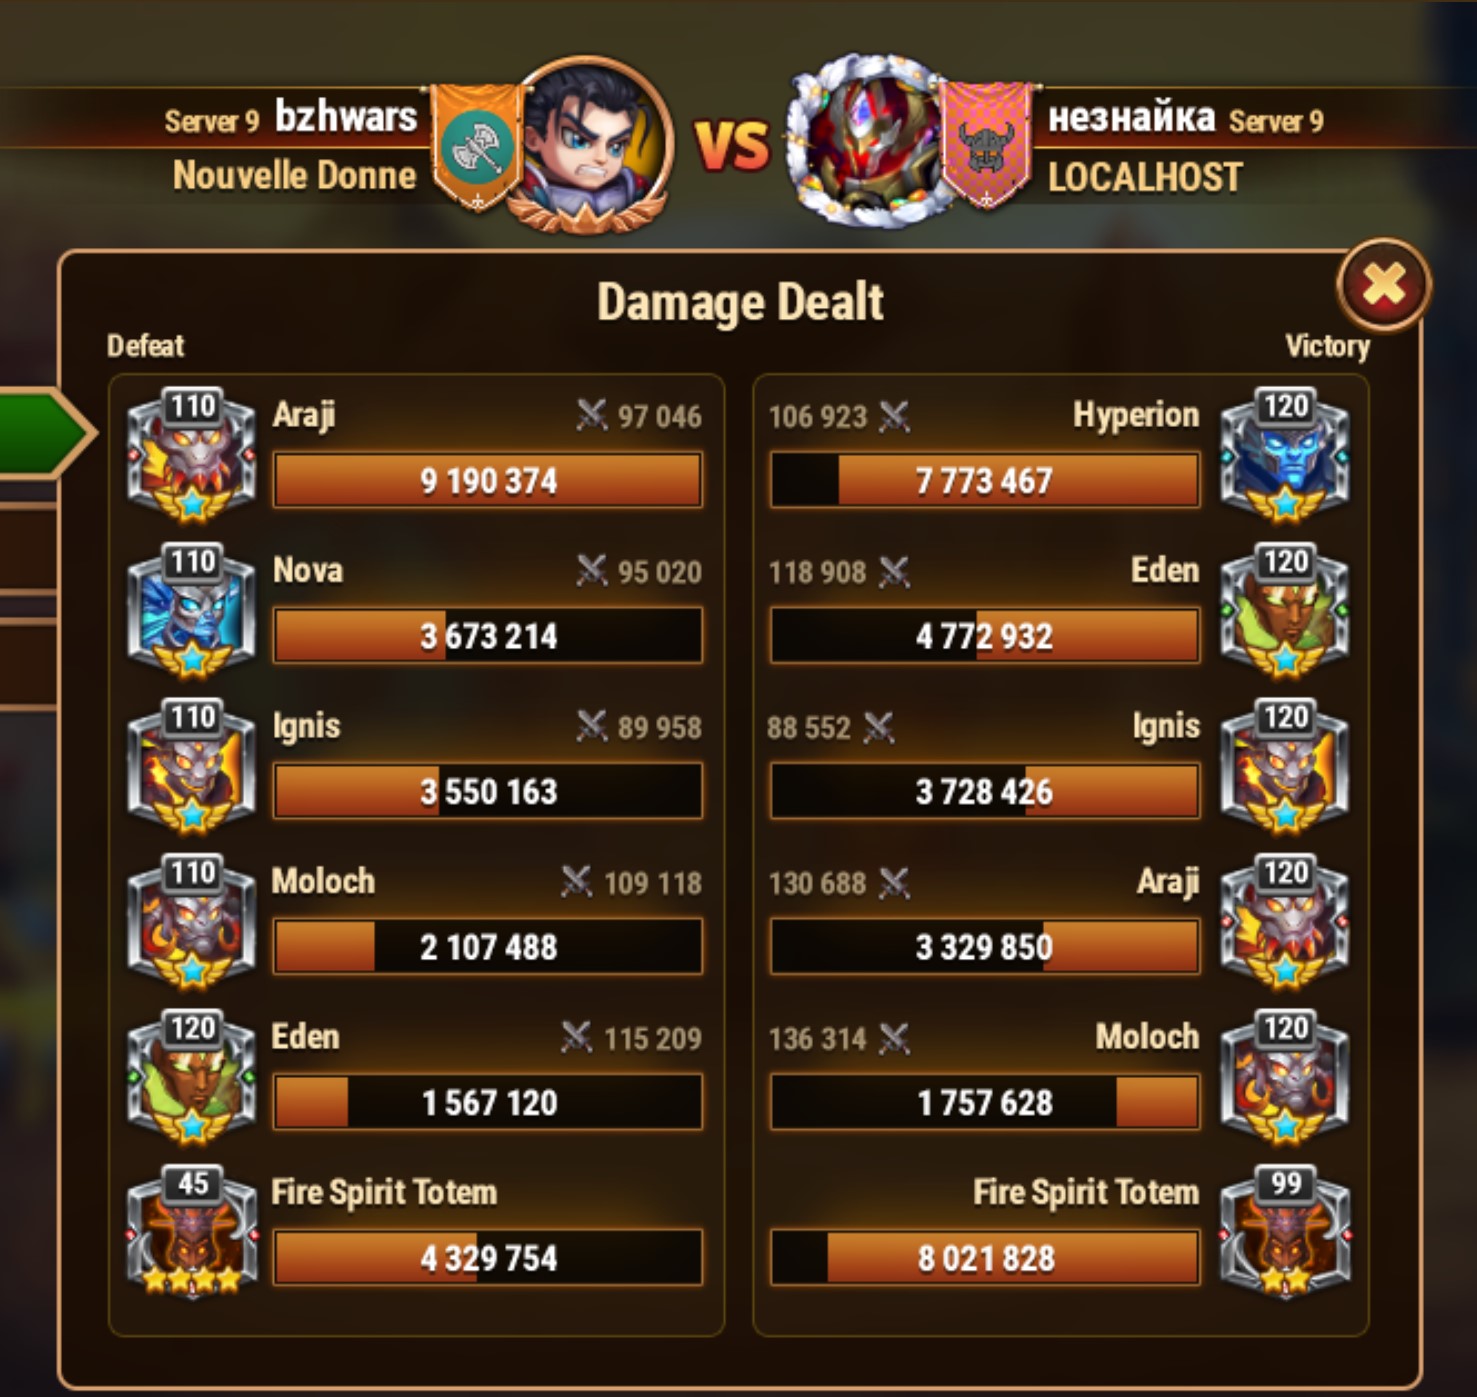 Server 9 bzhwars VS незнайка Server 9
Nouvelle Donne LOCALHOST
Damage Dealt
Defeat Victory
110 Araji 97 046 106 923 Hyperion 120
9 190 374 7 773 467
110 Nova 95 020 118 908 Eden 120
3 673 214 4 772 932
110 Ignis 89 958 88 552 Ignis 120
3 550 163 3 728 426
110 Moloch 109 118 130 688 Araji 120
2 107 488 3 329 850
120 Eden 115 209 136 314 Moloch 120
1 567 120 1 757 628
45 Fire Spirit Totem Fire Spirit Totem 99
4 329 754 8 021 828